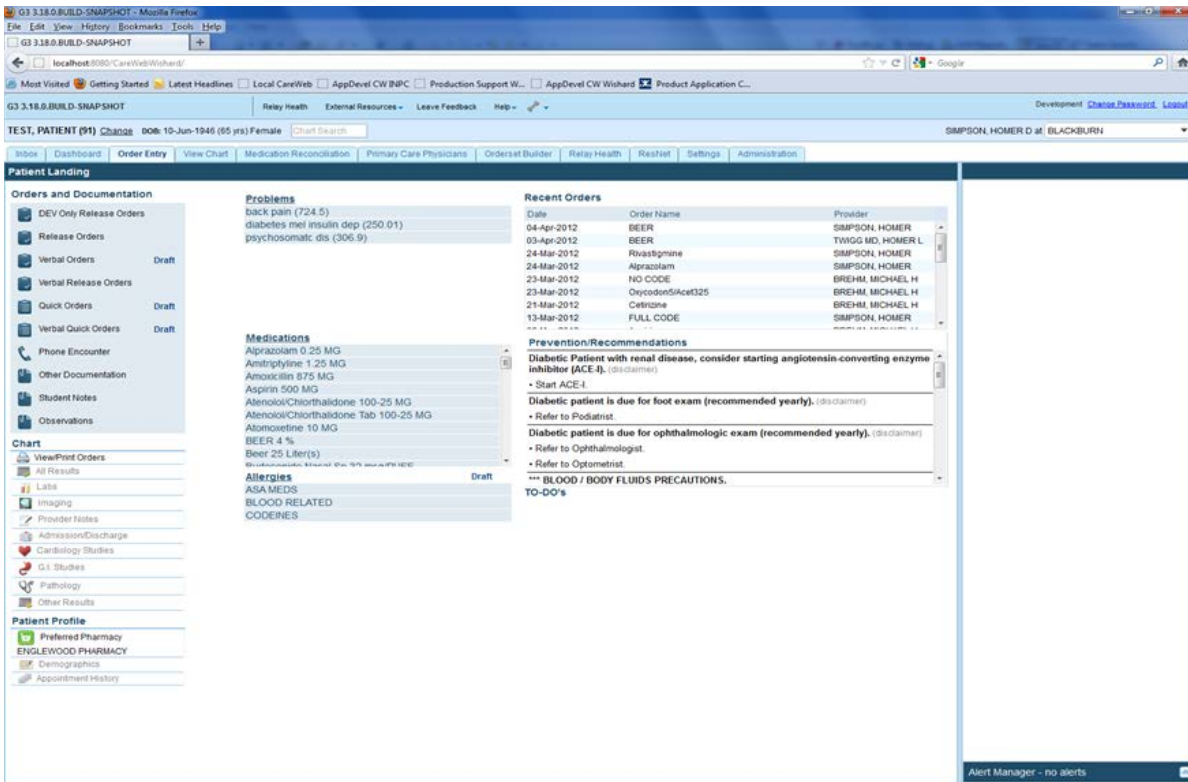 G3 3.18.0.BUILD-SNAPSHOT - Mozilla Firefox
File Edit View History Bookmarks Tools Help
G3 3.18.0.BUILD-SNAPSHOT +
localhost:8080/CareWebWishard/ Google
Most Visited Getting Started Latest Headlines Local CareWeb AppDevel CW INPC Production Support W... AppDevel CW Wishard Product Application C...
G3 3.18.0.BUILD-SNAPSHOT Relay Health External Resources Leave Feedback Help Development Change Password Logout
TEST, PATIENT (91) Change DOB: 10-Jun-1946 (65 yrs) Female Chart Search SIMPSON, HOMER D at BLACKBURN
Inbox Dashboard Order Entry View Chart Medication Reconciliation Primary Care Physicians Orderset Builder Relay Health ResNet Settings Administration
Patient Landing
Orders and Documentation
DEV Only Release Orders
Release Orders
Verbal Orders Draft
Verbal Release Orders
Quick Orders Draft
Verbal Quick Orders Draft
Phone Encounter
Other Documentation
Student Notes
Observations
Chart
View/Print Orders
All Results
Labs
Imaging
Provider Notes
Admission/Discharge
Cardiology Studies
G.I. Studies
Pathology
Other Results
Patient Profile
Preferred Pharmacy
ENGLEWOOD PHARMACY
Demographics
Appointment History
Problems
back pain (724.5)
diabetes mel insulin dep (250.01)
psychosomatc dis (306.9)
Medications
Alprazolam 0.25 MG
Amitriptyline 1.25 MG
Amoxicillin 875 MG
Aspirin 500 MG
Atenolol/Chlorthalidone 100-25 MG
Atenolol/Chlorthalidone Tab 100-25 MG
Atomoxetine 10 MG
BEER 4 %
Beer 25 Liter(s)
Allergies Draft
ASA MEDS
BLOOD RELATED
CODEINES
Recent Orders
Date Order Name Provider
04-Apr-2012 BEER SIMPSON, HOMER
03-Apr-2012 BEER TWIGG MD, HOMER L
24-Mar-2012 Rivastigmine SIMPSON, HOMER
24-Mar-2012 Alprazolam SIMPSON, HOMER
23-Mar-2012 NO CODE BREHM, MICHAEL H
23-Mar-2012 Oxycodon5/Acet325 BREHM, MICHAEL H
21-Mar-2012 Cetirizine BREHM, MICHAEL H
13-Mar-2012 FULL CODE SIMPSON, HOMER
Prevention/Recommendations
Diabetic Patient with renal disease, consider starting angiotensin-converting enzyme
inhibitor (ACE-I). (disclaimer)
• Start ACE-I.
Diabetic patient is due for foot exam (recommended yearly). (disclaimer)
• Refer to Podiatrist.
Diabetic patient is due for ophthalmologic exam (recommended yearly). (disclaimer)
• Refer to Ophthalmologist.
• Refer to Optometrist.
*** BLOOD / BODY FLUIDS PRECAUTIONS.
TO-DO's
Alert Manager - no alerts